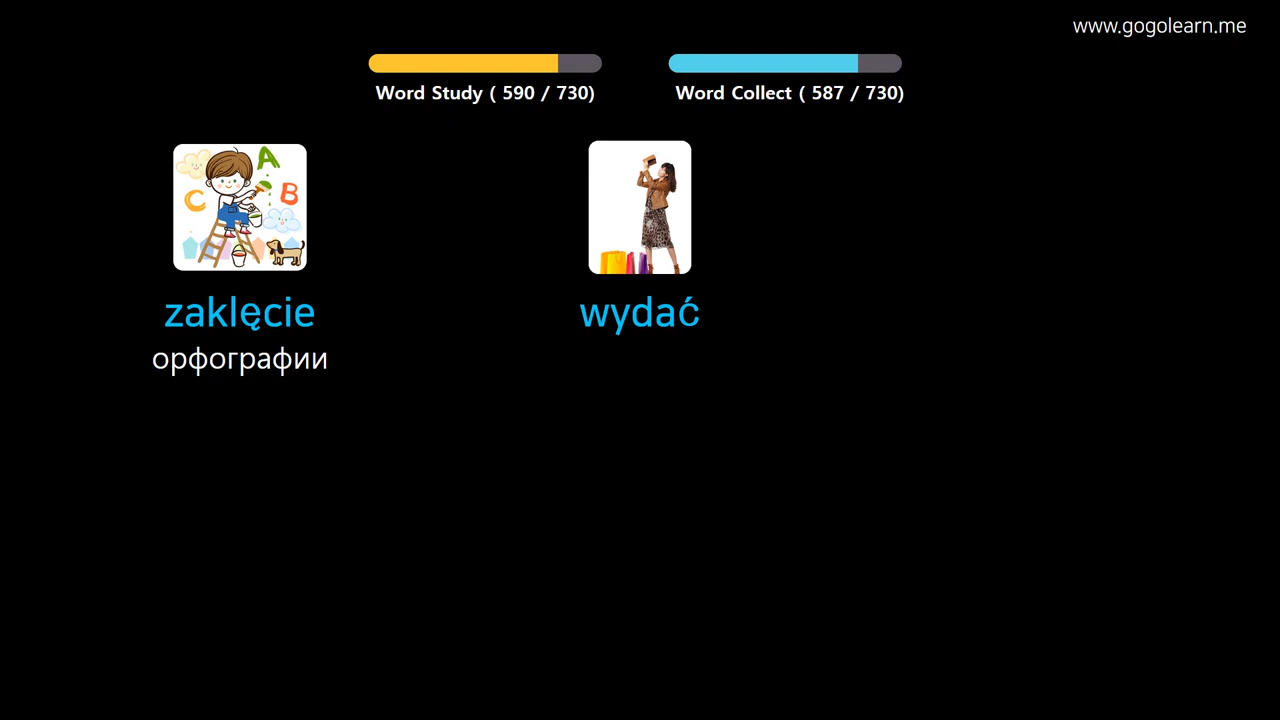 www.gogolearn.me
Word Study ( 590 / 730)
Word Collect ( 587 / 730)
A
B
C
zaklęcie
wydać
орфографии